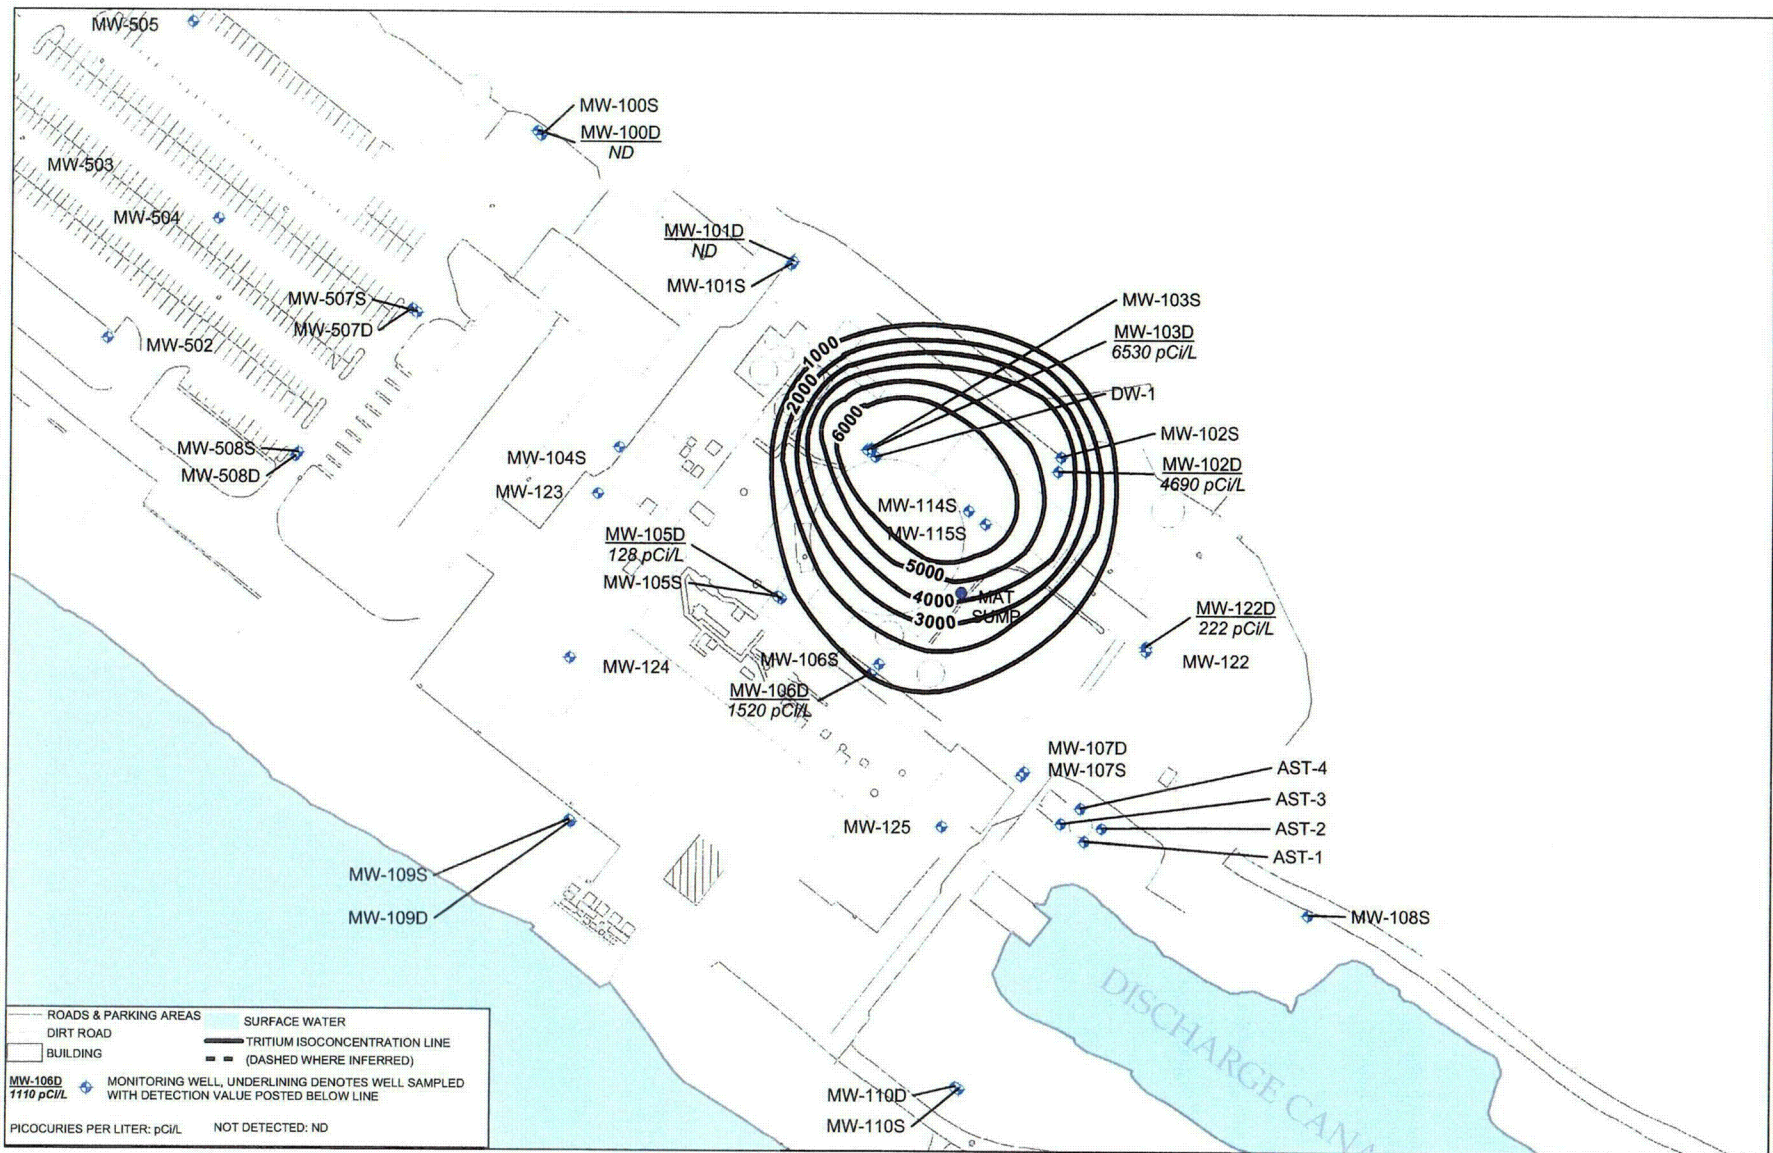 MW-505
MW-100S
MW-100D
ND
MW-503
MW-504
MW-101D
ND
MW-101S
MW-507S
MW-507D
MW-502
MW-103S
MW-103D
6530 pCi/L
DW-1
1000
2000
6000
MW-102S
MW-102D
4690 pCi/L
MW-508S
MW-508D
MW-104S
MW-123
MW-114S
MW-115S
MW-105D
128 pCi/L
MW-105S
5000
4000
3000
MAT
SUMP
MW-122D
222 pCi/L
MW-122
MW-124
MW-106S
MW-106D
1520 pCi/L
MW-107D
MW-107S
AST-4
AST-3
AST-2
AST-1
MW-125
MW-109S
MW-109D
MW-108S
DISCHARGE CANA
MW-110D
MW-110S
ROADS & PARKING AREAS
DIRT ROAD
BUILDING
SURFACE WATER
TRITIUM ISOCONCENTRATION LINE
(DASHED WHERE INFERRED)
MW-106D
1110 pCi/L
MONITORING WELL, UNDERLINING DENOTES WELL SAMPLED
WITH DETECTION VALUE POSTED BELOW LINE
PICOCURIES PER LITER: pCi/L NOT DETECTED: ND